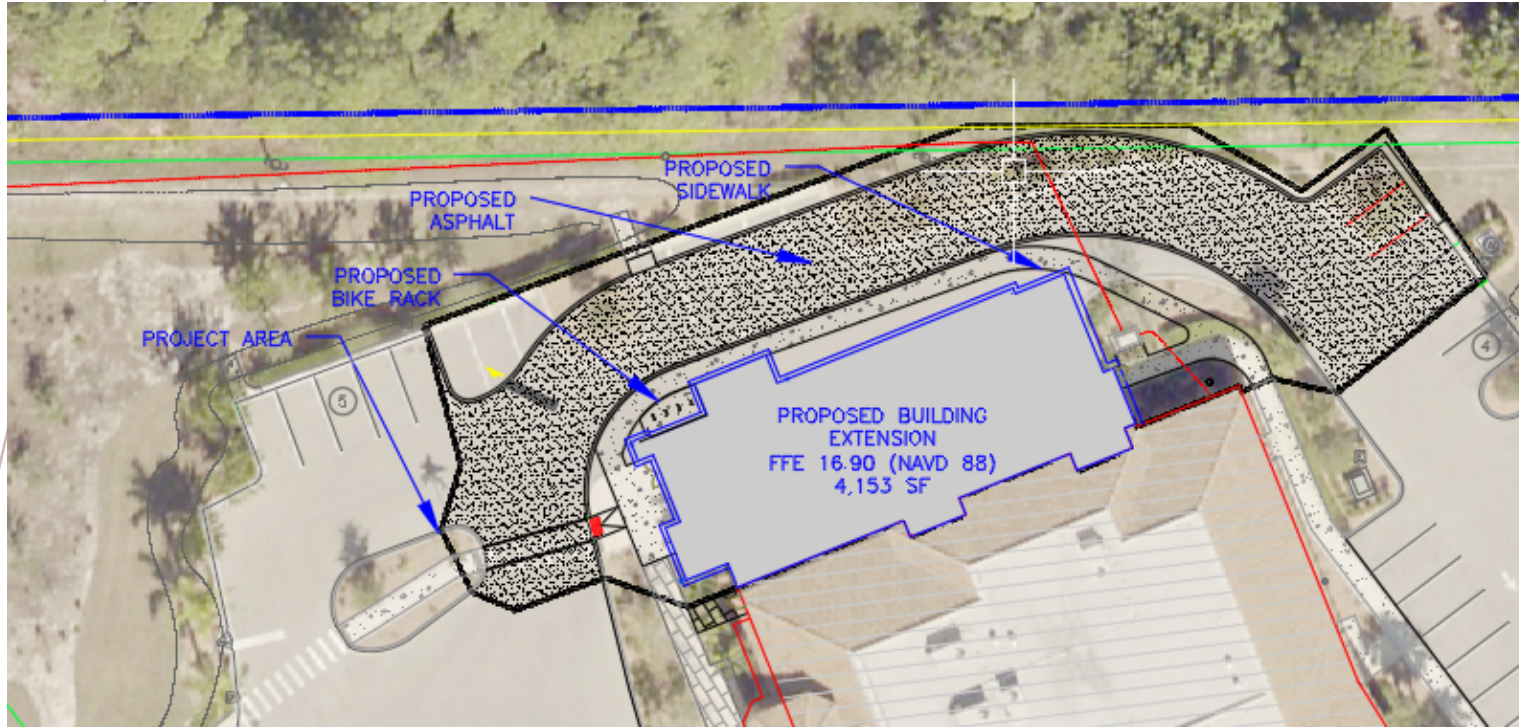 PROPOSED
SIDEWALK
PROPOSED
ASPHALT
PROPOSED
BIKE RACK
PROJECT AREA
5
4
PROPOSED BUILDING
EXTENSION
FFE 16.90 (NAVD 88)
4,153 SF